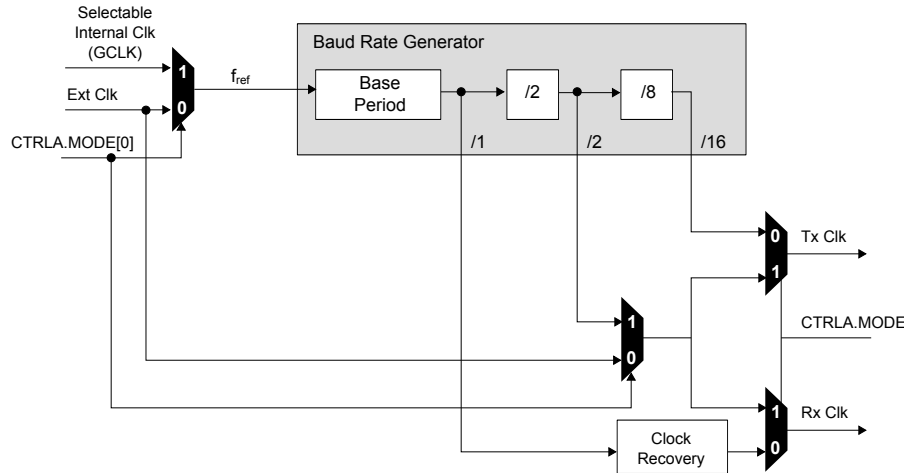 Selectable
Internal Clk
(GCLK)
Baud Rate Generator
1
f_ref
Base
Period
/2
/8
Ext Clk
0
CTRLA.MODE[0]
/1
/2
/16
0
Tx Clk
1
1
CTRLA.MODE
0
1
Rx Clk
Clock
Recovery
0